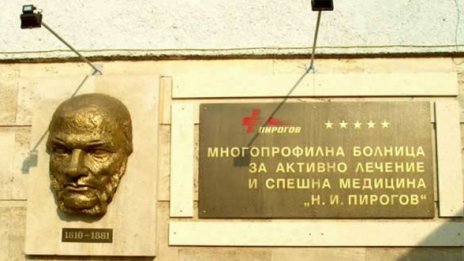 ПИРОГОВ
МНОГОПРОФИЛНА БОЛНИЦА
ЗА АКТИВНО ЛЕЧЕНИЕ
И СПЕШНА МЕДИЦИНА
„Н. И. ПИРОГОВ"
1810-1881